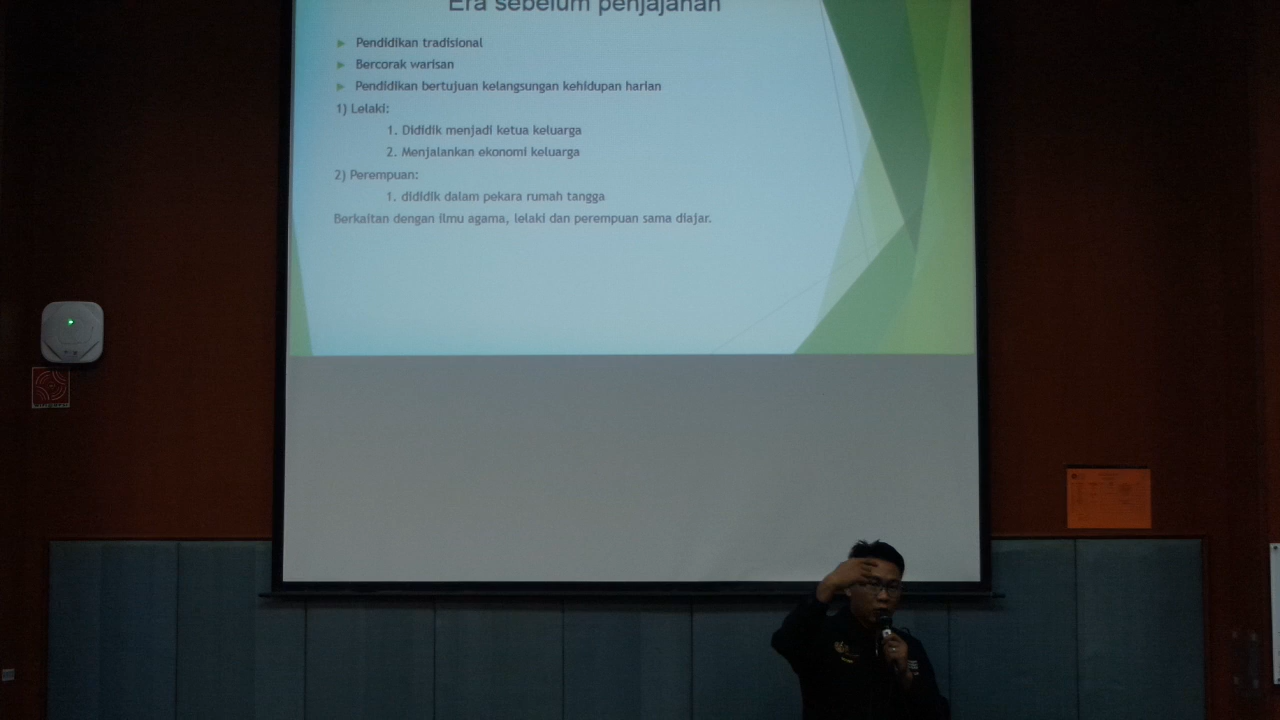 Era sebelum penjajahan
Pendidikan tradisional
Bercorak warisan
Pendidikan bertujuan kelangsungan kehidupan harian
1) Lelaki:
1. Dididik menjadi ketua keluarga
2. Menjalankan ekonomi keluarga
2) Perempuan:
1. dididik dalam pekara rumah tangga
Berkaitan dengan ilmu agama, lelaki dan perempuan sama diajar.